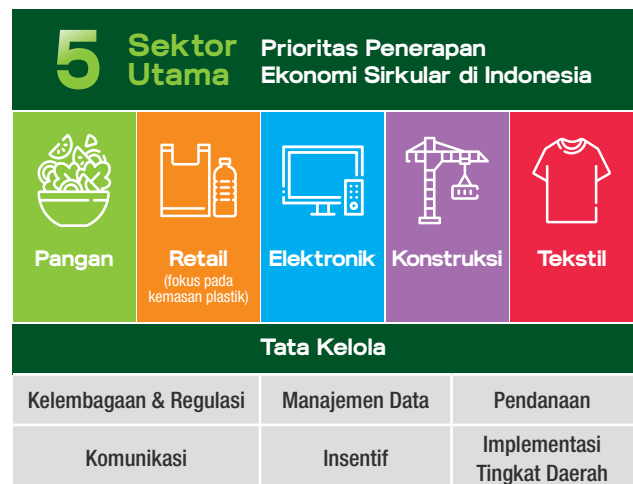 5 Sektor Utama
Prioritas Penerapan
Ekonomi Sirkular di Indonesia
Pangan
Retail
(fokus pada
kemasan plastik)
Elektronik
Konstruksi
Tekstil
Tata Kelola
Kelembagaan & Regulasi
Manajemen Data
Pendanaan
Komunikasi
Insentif
Implementasi
Tingkat Daerah